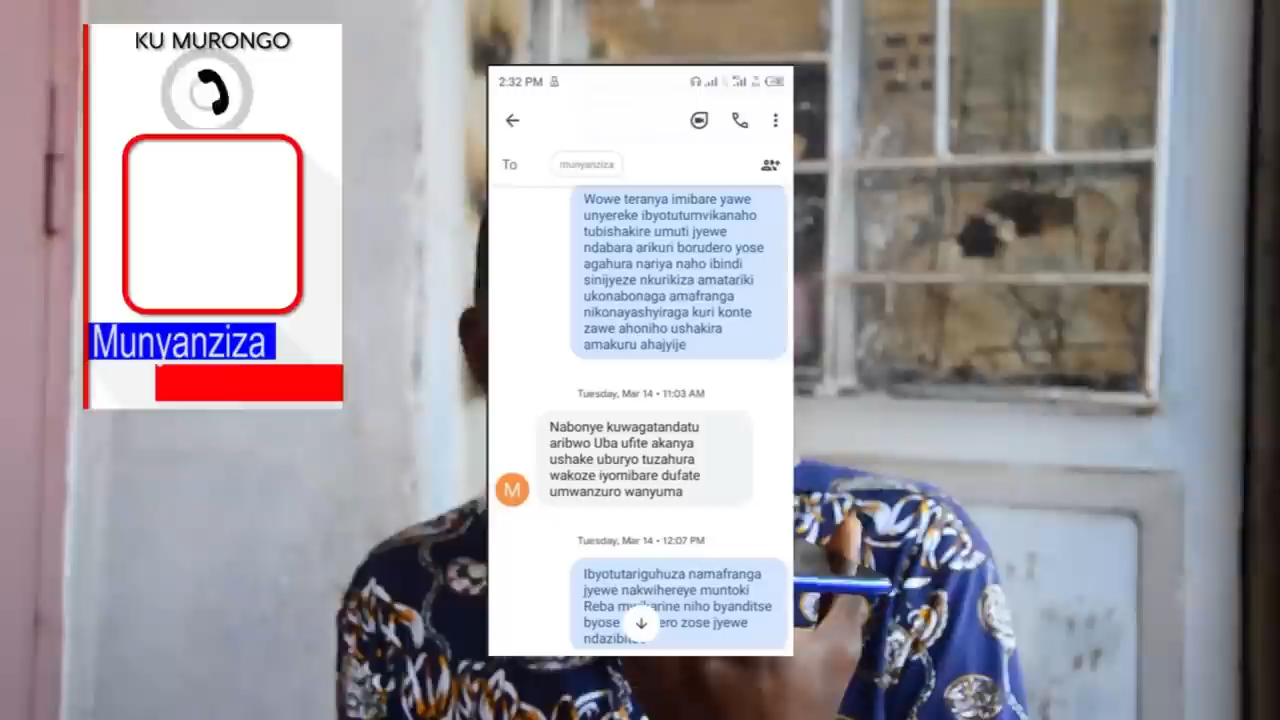 KU MURONGO
Munyanziza
2:32 PM
To
munyanziza
Wowe teranya imibare yawe
unyereke ibyotutumvikanaho
tubishakire umuti jyewe
ndabara arikuri borudero yose
agahura nariya naho ibindi
sinijyeze nkurikiza amatariki
ukonabonaga amafranga
nikonayashyiraga kuri konte
zawe ahoniho ushakira
amakuru ahajyije
Tuesday, Mar 14 • 11:03 AM
Nabonye kuwagatandatu
aribwo Uba ufite akanya
ushake uburyo tuzahura
wakoze iyomibare dufate
umwanzuro wanyuma
M
Tuesday, Mar 14 • 12:07 PM
Ibyotutariguhuza namafranga
jyewe nakwihereye muntoki
Reba niho byanditse
byose zose jyewe